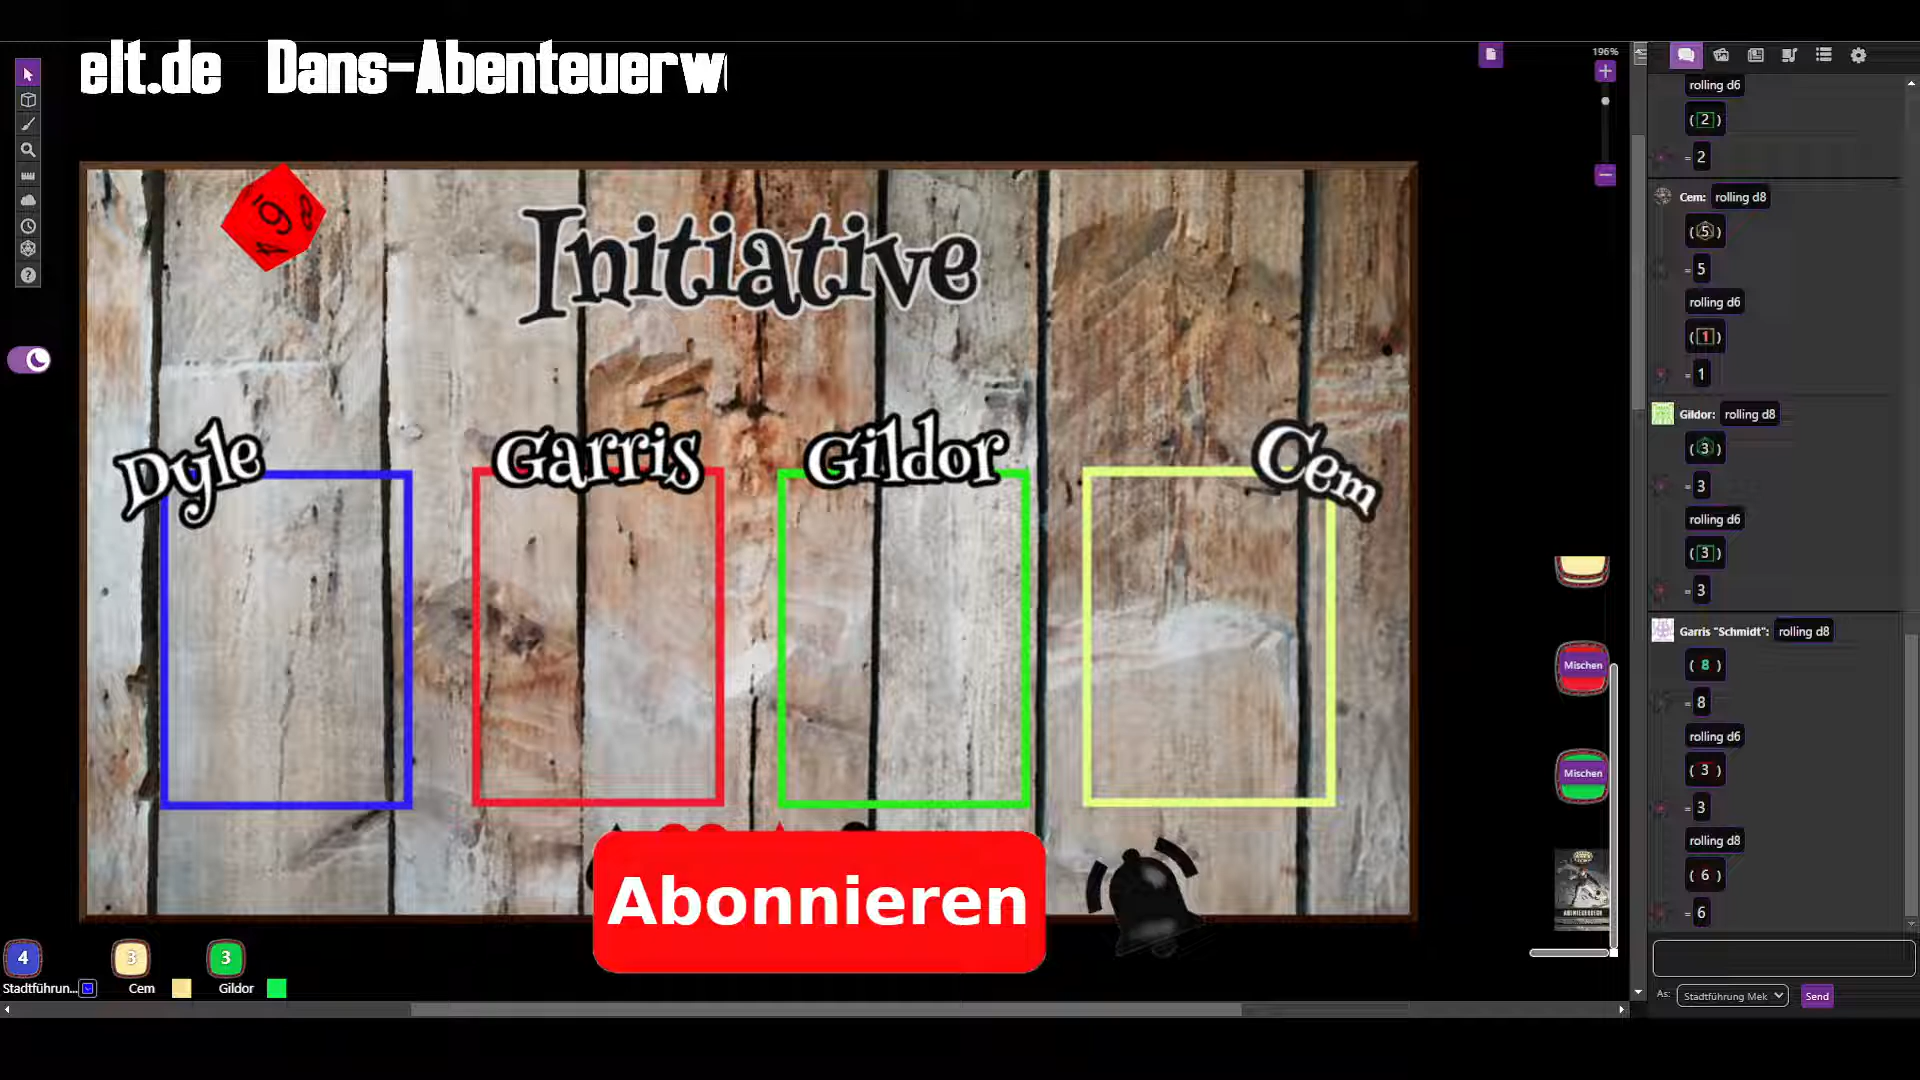 elt.de Dans-Abenteuerw
196%
Initiative
Dyle
Garris
Gildor
Cem
Abonnieren
Mischen
Mischen
4
3
3
Stadtführun...
Cem
Gildor
rolling d6
(2)
= 2
Cem: rolling d8
(5)
= 5
rolling d6
(1)
= 1
Gildor: rolling d8
(3)
= 3
rolling d6
(3)
= 3
Garris "Schmidt": rolling d8
(8)
= 8
rolling d6
(3)
= 3
rolling d8
(6)
= 6
As: Stadtführung Mek
Send